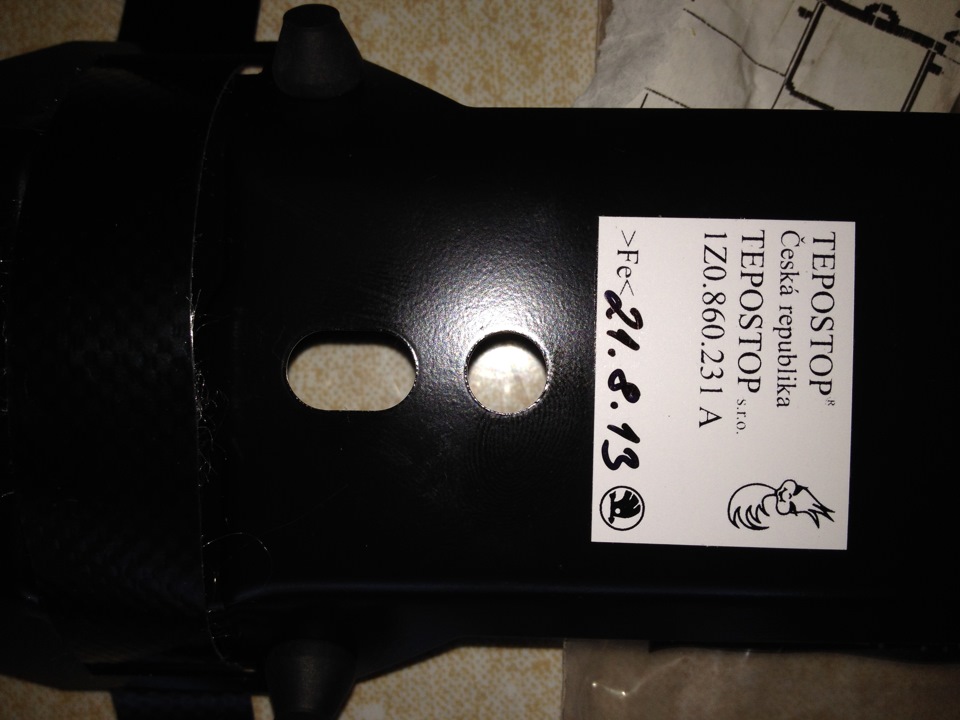 TEPOSTOP®
Česká republika
TEPOSTOP s.r.o.
1Z0.860.231 A
>Fe< 21.8.13